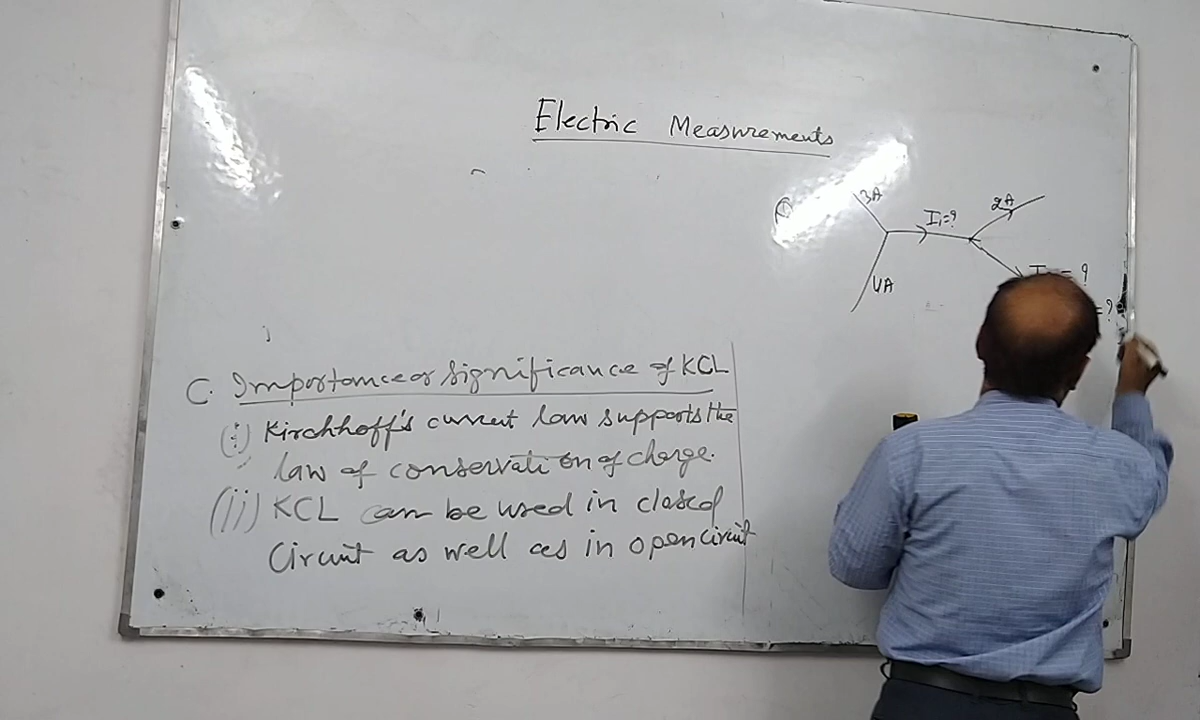 Electric Measurements
3A
I₁=?
2A
4A
I = ?
=?
C. Importance or Significance of KCL
(i) Kirchhoff's current law supports the
law of conservation of charge.
(ii) KCL can be used in closed
Circuit as well as in open circuit